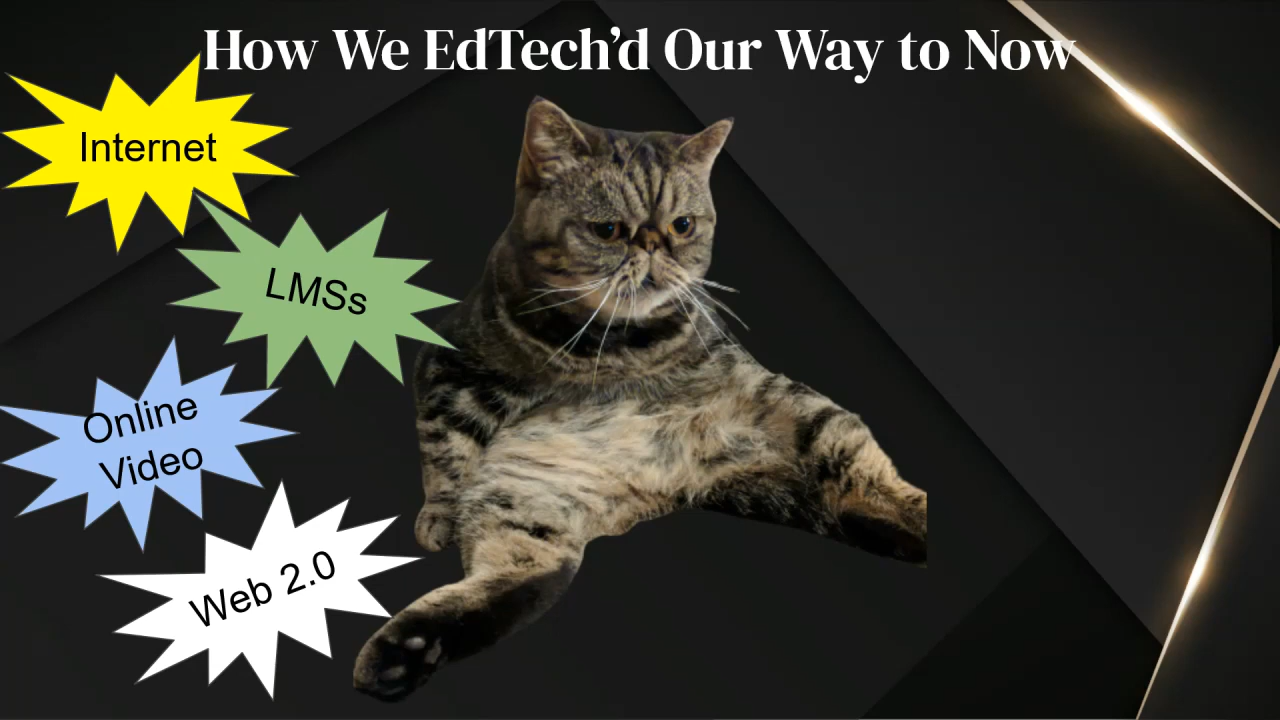 How We EdTech’d Our Way to Now
Internet
LMSs
Online
Video
Web 2.0